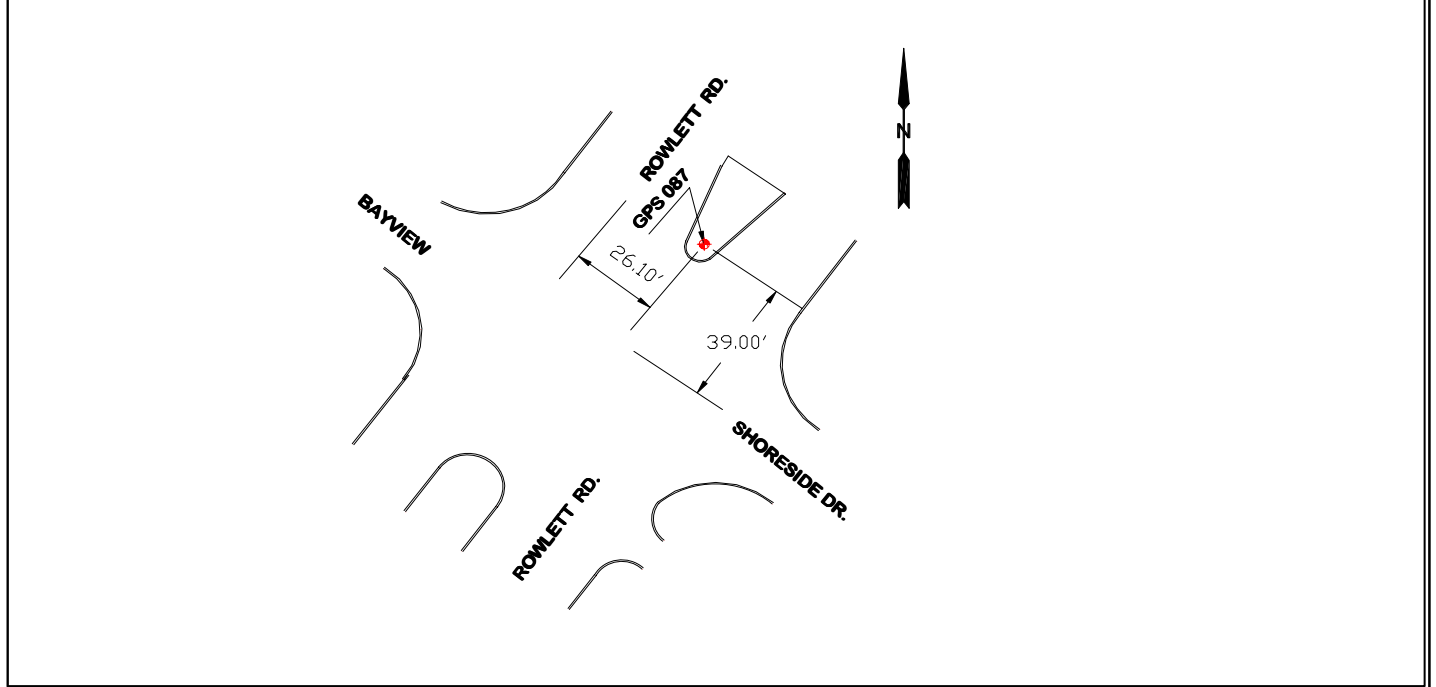 ROWLETT RD.
N
GPS 087
BAYVIEW
26.10'
39.00'
SHORESIDE DR.
ROWLETT RD.